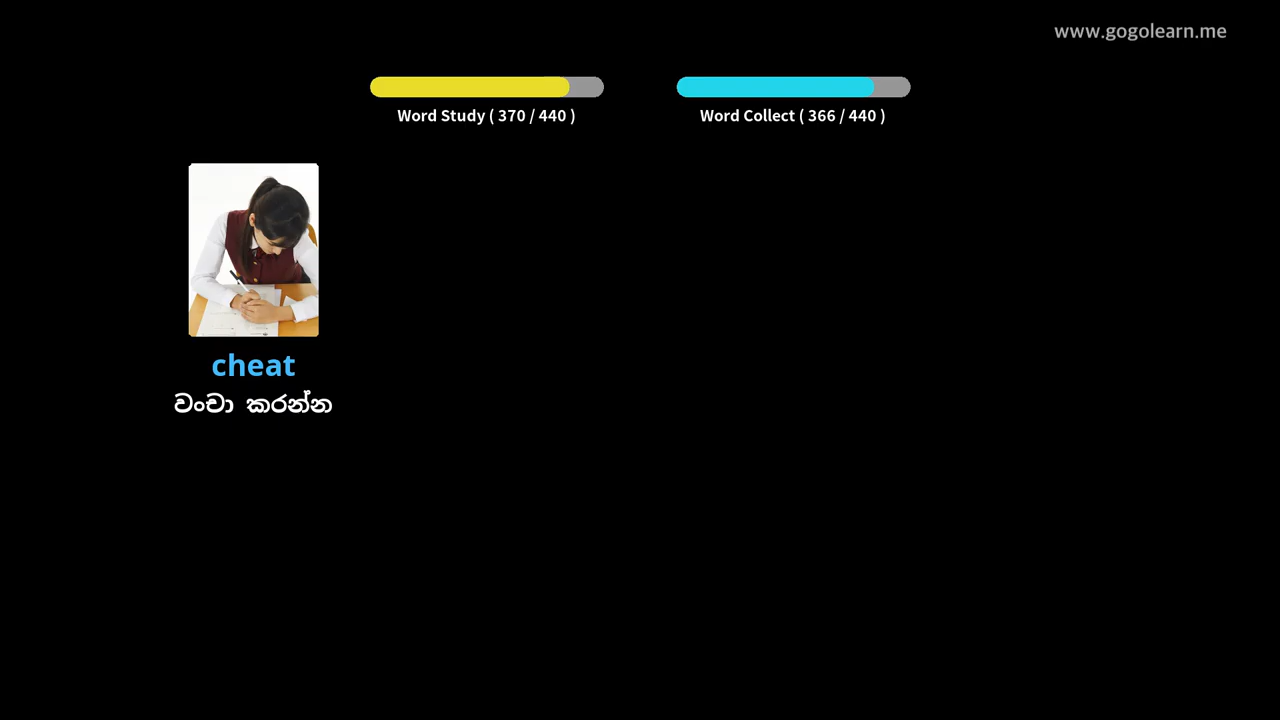 www.gogolearn.me
Word Study ( 370 / 440 )
Word Collect ( 366 / 440 )
cheat
වංචා කරන්න